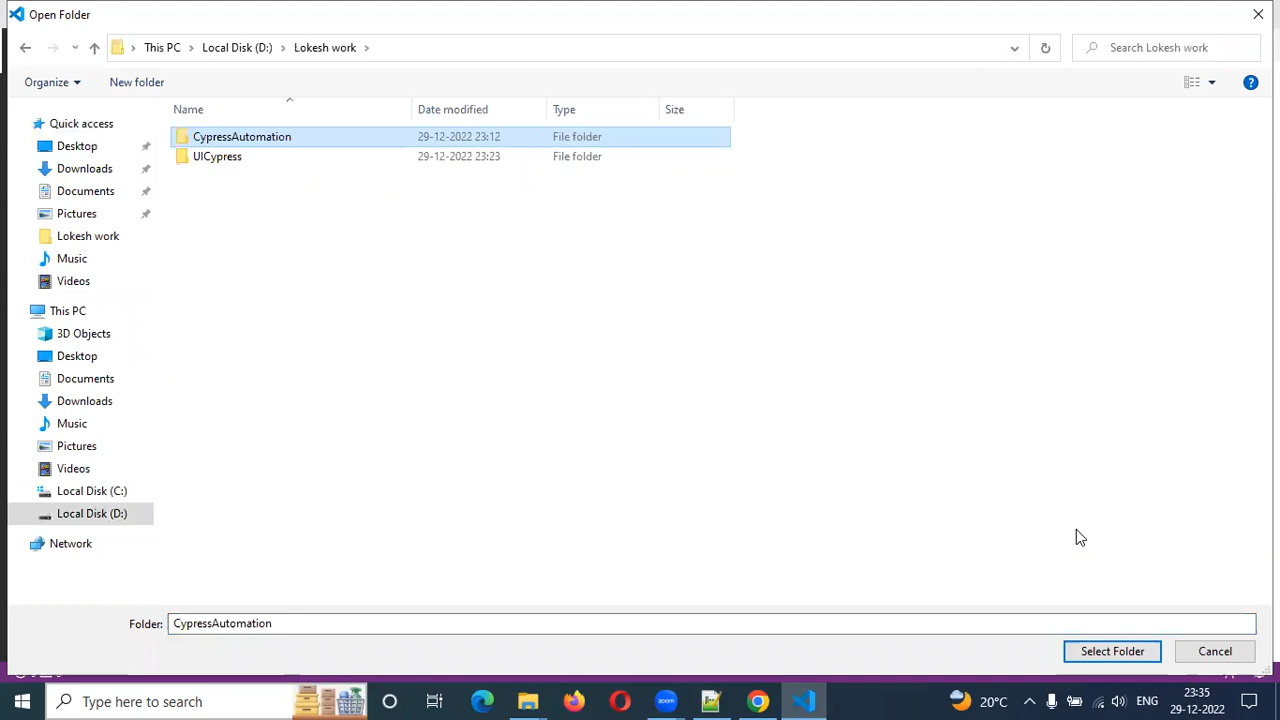 Open Folder
This PC > Local Disk (D:) > Lokesh work >
Search Lokesh work
Organize
New folder
Name
Date modified
Type
Size
CypressAutomation 29-12-2022 23:12 File folder
UICypress 29-12-2022 23:23 File folder
Quick access
Desktop
Downloads
Documents
Pictures
Lokesh work
Music
Videos
This PC
3D Objects
Desktop
Documents
Downloads
Music
Pictures
Videos
Local Disk (C:)
Local Disk (D:)
Network
Folder: CypressAutomation
Select Folder
Cancel
Type here to search
zoom
20°C
ENG
23:35
29-12-2022